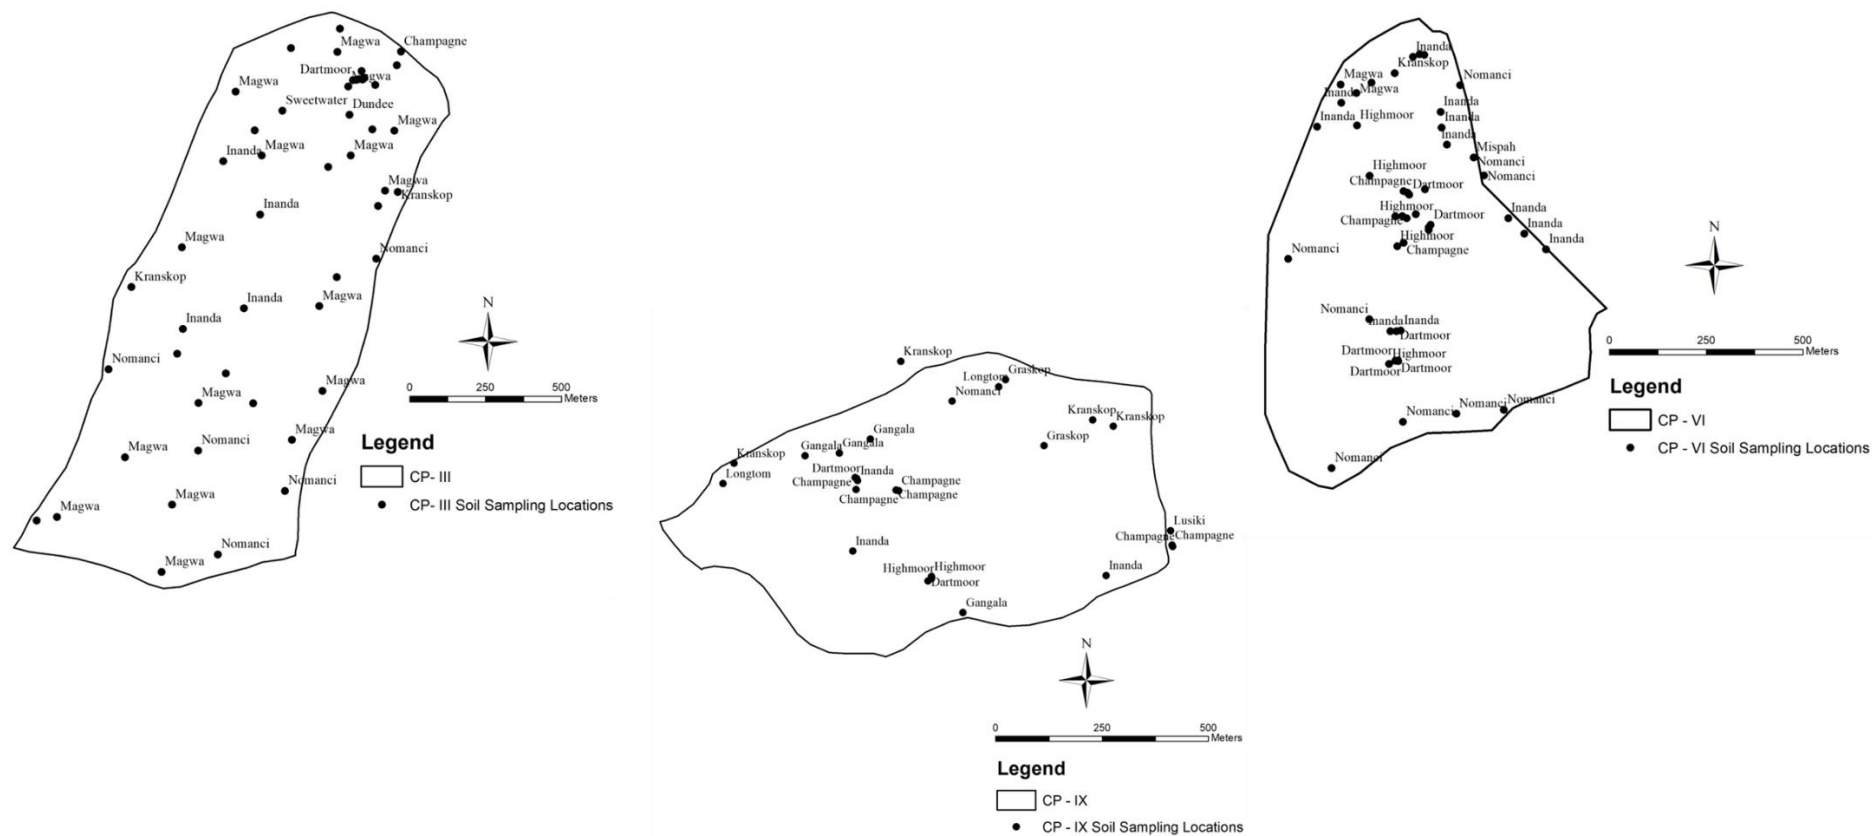 Magwa
Champagne
Dartmoor
Magwa
Magwa
Sweetwater
Dundee
Magwa
Inanda
Magwa
Magwa
Magwa
Kranskop
Inanda
Magwa
Nomanci
Kranskop
Inanda
Magwa
Inanda
Nomanci
Magwa
Magwa
Magwa
Nomanci
Magwa
Nomanci
Magwa
Magwa
Nomanci
Magwa
N
0 250 500
Meters
Legend
CP- III
CP- III Soil Sampling Locations
Kranskop
Longtom
Graskop
Nomanci
Kranskop
Kranskop
Graskop
Gangala
Gangala
Gangala
Kranskop
Longtom
Dartmoor
Inanda
Champagne
Champagne
Champagne
Champagne
Lusiki
Champagne
Champagne
Inanda
Highmoor
Highmoor
Dartmoor
Inanda
Gangala
N
0 250 500
Meters
Legend
CP - IX
CP - IX Soil Sampling Locations
Inanda
Kranskop
Magwa
Nomanci
Inanda
Magwa
Inanda
Inanda
Highmoor
Inanda
Inanda
Mispah
Nomanci
Highmoor
Nomanci
Champagne
Dartmoor
Highmoor
Dartmoor
Champagne
Inanda
Inanda
Highmoor
Inanda
Champagne
Nomanci
Nomanci
Inanda
Inanda
Dartmoor
Dartmoor
Highmoor
Dartmoor
Dartmoor
Nomanci
Nomanci
Nomanci
Nomanci
N
0 250 500
Meters
Legend
CP - VI
CP - VI Soil Sampling Locations